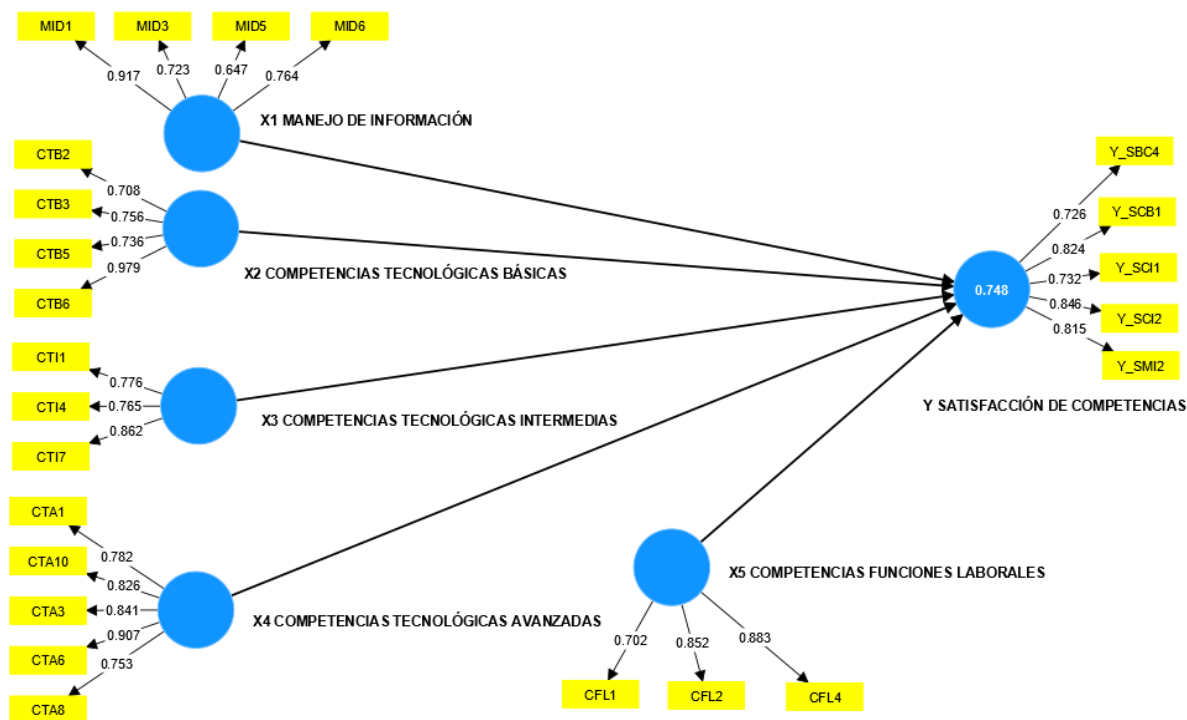 MID1
MID3
MID5
MID6
0.917
0.723
0.647
0.764
X1 MANEJO DE INFORMACIÓN
CTB2
CTB3
CTB5
CTB6
0.708
0.756
0.736
0.979
X2 COMPETENCIAS TECNOLÓGICAS BÁSICAS
CTI1
CTI4
CTI7
0.776
0.765
0.862
X3 COMPETENCIAS TECNOLÓGICAS INTERMEDIAS
CTA1
CTA10
CTA3
CTA6
CTA8
0.782
0.826
0.841
0.907
0.753
X4 COMPETENCIAS TECNOLÓGICAS AVANZADAS
X5 COMPETENCIAS FUNCIONES LABORALES
0.702
0.852
0.883
CFL1
CFL2
CFL4
0.748
Y SATISFACCIÓN DE COMPETENCIAS
0.726
0.824
0.732
0.846
0.815
Y_SBC4
Y_SCB1
Y_SCI1
Y_SCI2
Y_SMI2